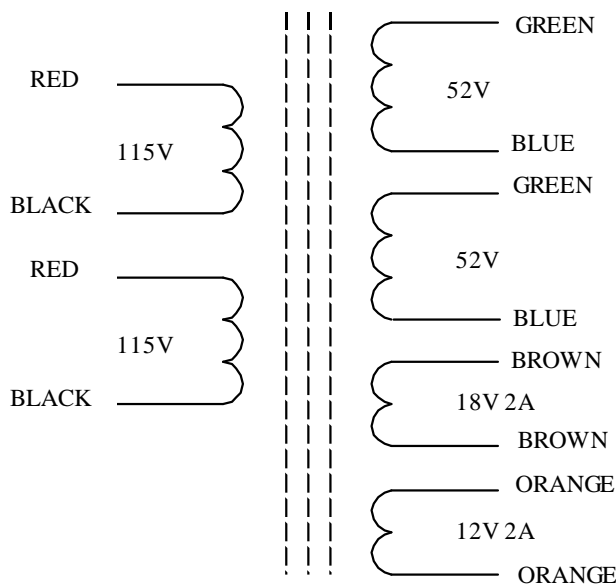 RED
115V
BLACK
RED
115V
BLACK
GREEN
52V
BLUE
GREEN
52V
BLUE
BROWN
18V 2A
BROWN
ORANGE
12V 2A
ORANGE